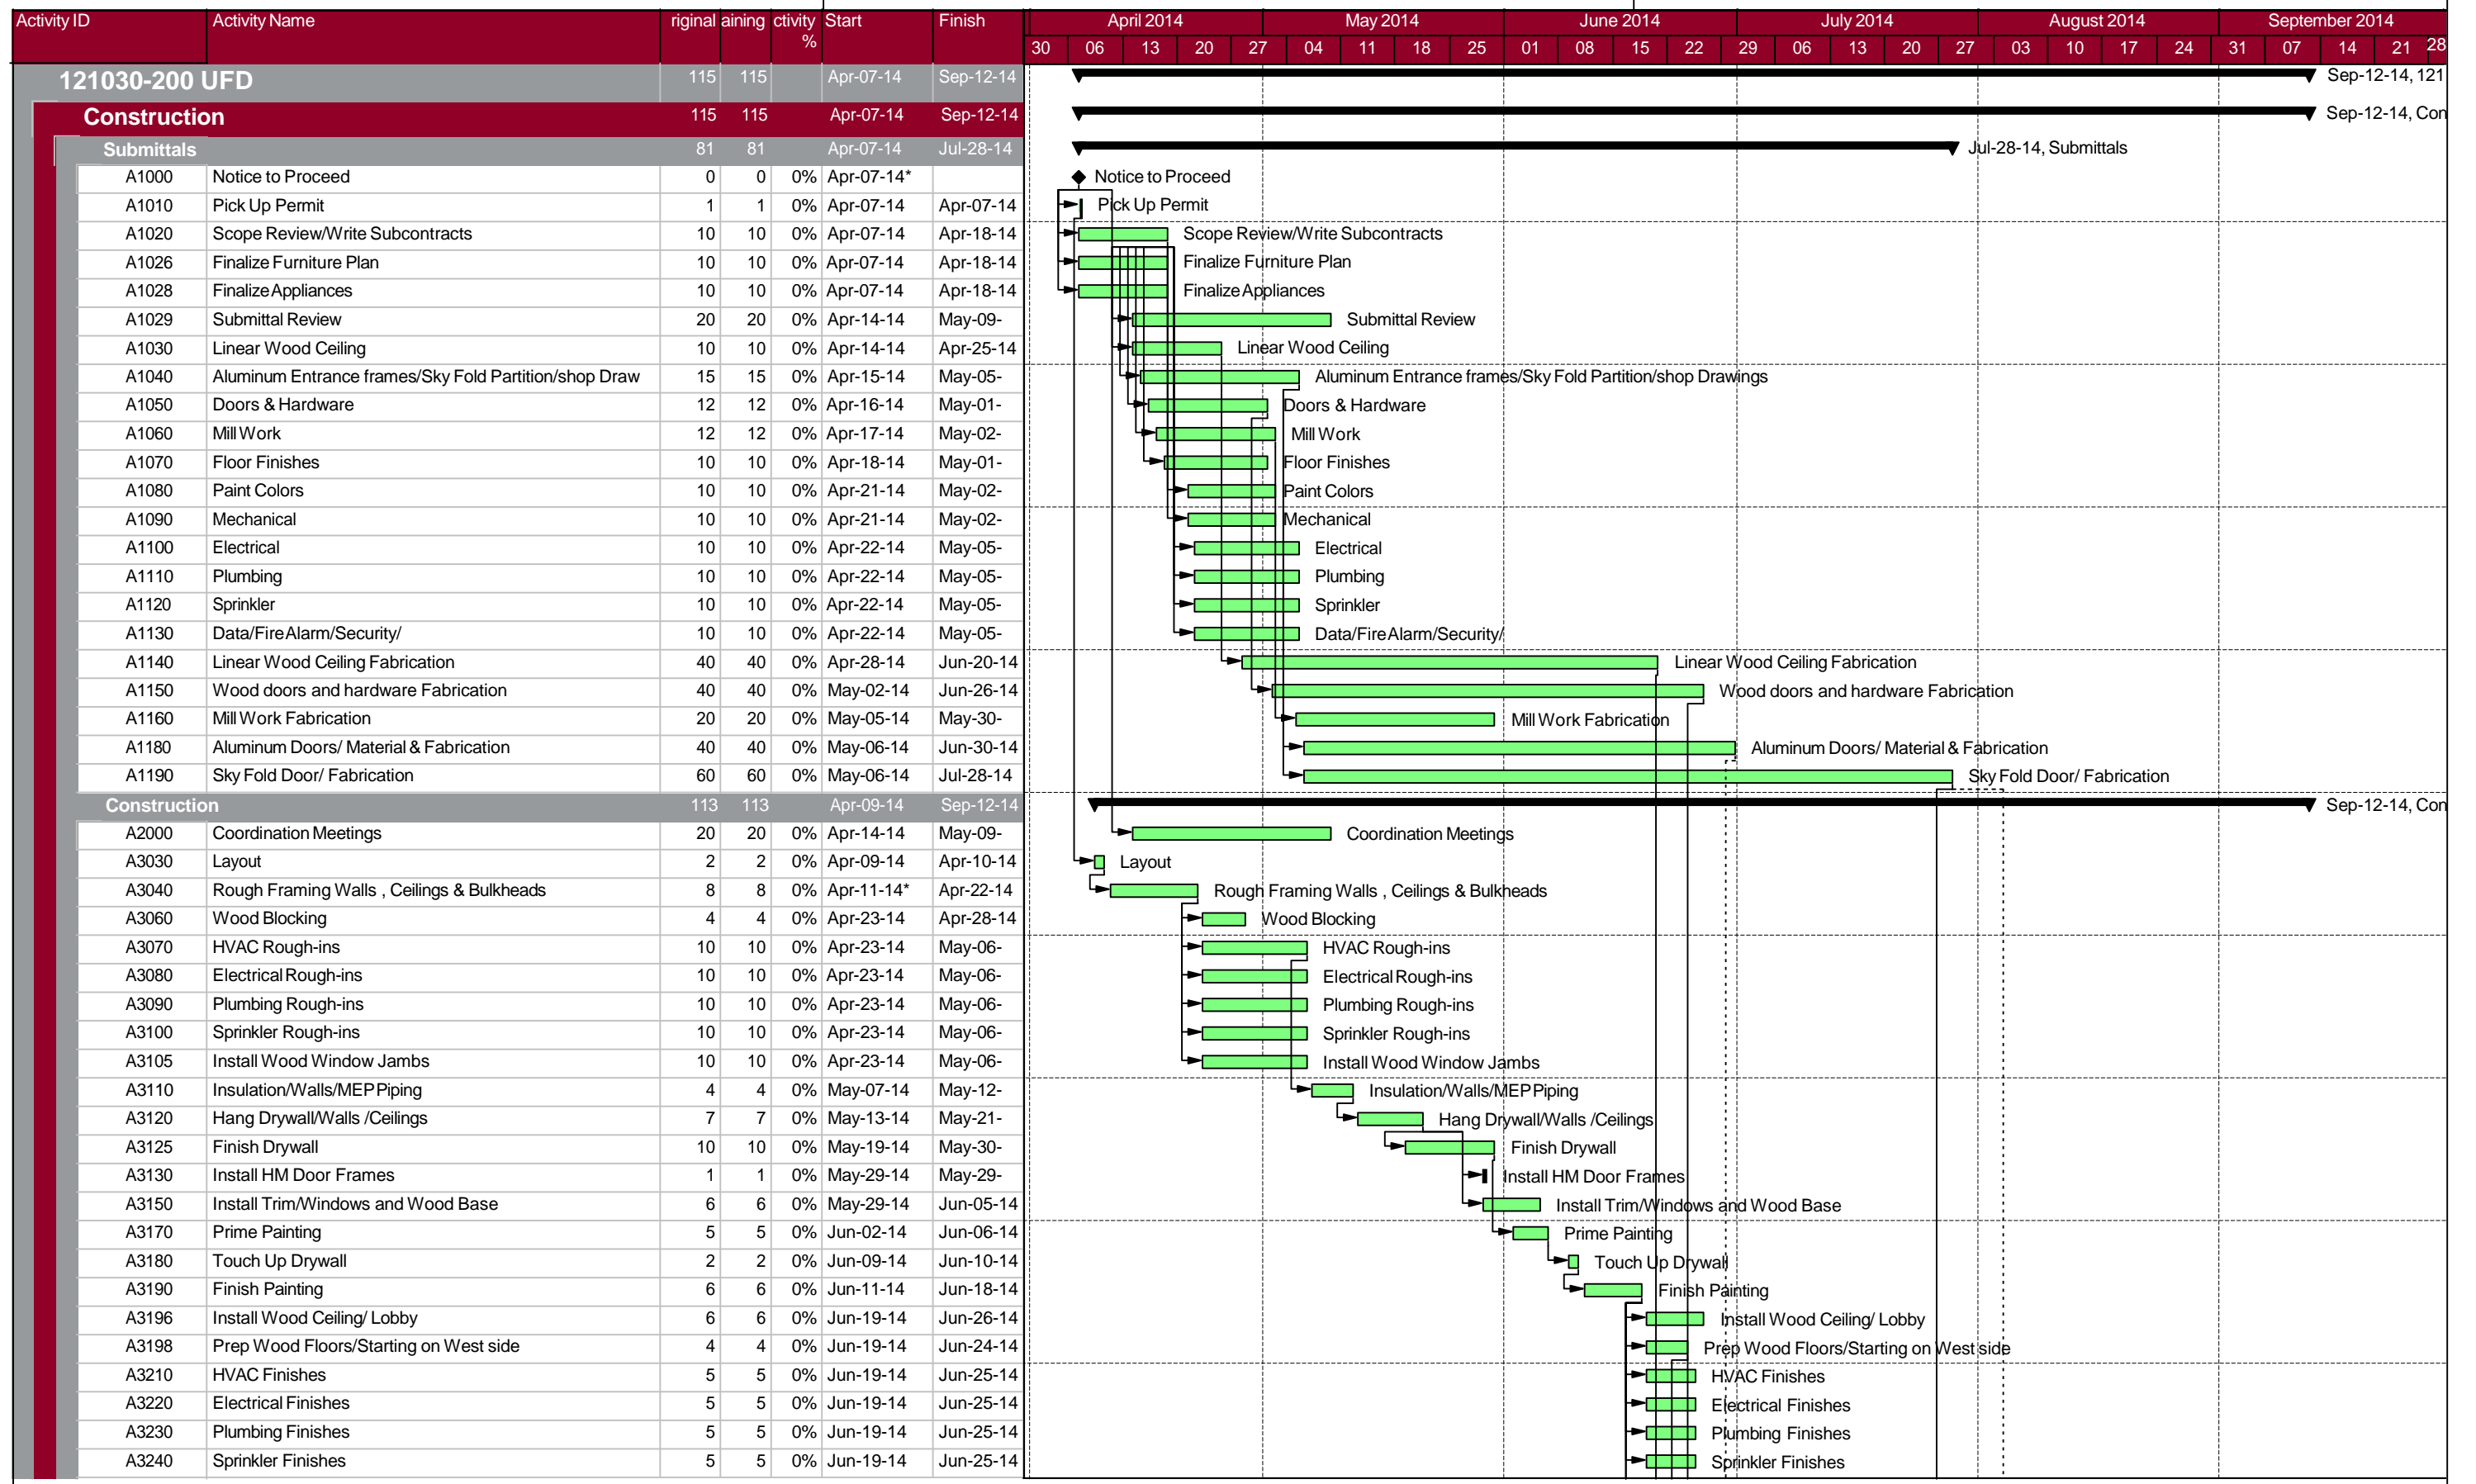 Activity ID Activity Name riginal aining ctivity Start Finish April 2014 May 2014 June 2014 July 2014 August 2014 September 2014
% 30 06 13 20 27 04 11 18 25 01 08 15 22 29 06 13 20 27 03 10 17 24 31 07 14 21 28
121030-200 UFD 115 115 Apr-07-14 Sep-12-14 Sep-12-14, 121
Construction 115 115 Apr-07-14 Sep-12-14 Sep-12-14, Con
Submittals 81 81 Apr-07-14 Jul-28-14 Jul-28-14, Submittals
A1000 Notice to Proceed 0 0 0% Apr-07-14* Notice to Proceed
A1010 Pick Up Permit 1 1 0% Apr-07-14 Apr-07-14 Pick Up Permit
A1020 Scope Review/Write Subcontracts 10 10 0% Apr-07-14 Apr-18-14 Scope Review/Write Subcontracts
A1026 Finalize Furniture Plan 10 10 0% Apr-07-14 Apr-18-14 Finalize Furniture Plan
A1028 Finalize Appliances 10 10 0% Apr-07-14 Apr-18-14 Finalize Appliances
A1029 Submittal Review 20 20 0% Apr-14-14 May-09- Submittal Review
A1030 Linear Wood Ceiling 10 10 0% Apr-14-14 Apr-25-14 Linear Wood Ceiling
A1040 Aluminum Entrance frames/Sky Fold Partition/shop Draw 15 15 0% Apr-15-14 May-05- Aluminum Entrance frames/Sky Fold Partition/shop Drawings
A1050 Doors & Hardware 12 12 0% Apr-16-14 May-01- Doors & Hardware
A1060 Mill Work 12 12 0% Apr-17-14 May-02- Mill Work
A1070 Floor Finishes 10 10 0% Apr-18-14 May-01- Floor Finishes
A1080 Paint Colors 10 10 0% Apr-21-14 May-02- Paint Colors
A1090 Mechanical 10 10 0% Apr-21-14 May-02- Mechanical
A1100 Electrical 10 10 0% Apr-22-14 May-05- Electrical
A1110 Plumbing 10 10 0% Apr-22-14 May-05- Plumbing
A1120 Sprinkler 10 10 0% Apr-22-14 May-05- Sprinkler
A1130 Data/Fire Alarm/Security/ 10 10 0% Apr-22-14 May-05- Data/Fire Alarm/Security/
A1140 Linear Wood Ceiling Fabrication 40 40 0% Apr-28-14 Jun-20-14 Linear Wood Ceiling Fabrication
A1150 Wood doors and hardware Fabrication 40 40 0% May-02-14 Jun-26-14 Wood doors and hardware Fabrication
A1160 Mill Work Fabrication 20 20 0% May-05-14 May-30- Mill Work Fabrication
A1180 Aluminum Doors/ Material & Fabrication 40 40 0% May-06-14 Jun-30-14 Aluminum Doors/ Material & Fabrication
A1190 Sky Fold Door/ Fabrication 60 60 0% May-06-14 Jul-28-14 Sky Fold Door/ Fabrication
Construction 113 113 Apr-09-14 Sep-12-14 Sep-12-14, Con
A2000 Coordination Meetings 20 20 0% Apr-14-14 May-09- Coordination Meetings
A3030 Layout 2 2 0% Apr-09-14 Apr-10-14 Layout
A3040 Rough Framing Walls , Ceilings & Bulkheads 8 8 0% Apr-11-14* Apr-22-14 Rough Framing Walls , Ceilings & Bulkheads
A3060 Wood Blocking 4 4 0% Apr-23-14 Apr-28-14 Wood Blocking
A3070 HVAC Rough-ins 10 10 0% Apr-23-14 May-06- HVAC Rough-ins
A3080 Electrical Rough-ins 10 10 0% Apr-23-14 May-06- Electrical Rough-ins
A3090 Plumbing Rough-ins 10 10 0% Apr-23-14 May-06- Plumbing Rough-ins
A3100 Sprinkler Rough-ins 10 10 0% Apr-23-14 May-06- Sprinkler Rough-ins
A3105 Install Wood Window Jambs 10 10 0% Apr-23-14 May-06- Install Wood Window Jambs
A3110 Insulation/Walls/MEP Piping 4 4 0% May-07-14 May-12- Insulation/Walls/MEP Piping
A3120 Hang Drywall/Walls /Ceilings 7 7 0% May-13-14 May-21- Hang Drywall/Walls /Ceilings
A3125 Finish Drywall 10 10 0% May-19-14 May-30- Finish Drywall
A3130 Install HM Door Frames 1 1 0% May-29-14 May-29- Install HM Door Frames
A3150 Install Trim/Windows and Wood Base 6 6 0% May-29-14 Jun-05-14 Install Trim/Windows and Wood Base
A3170 Prime Painting 5 5 0% Jun-02-14 Jun-06-14 Prime Painting
A3180 Touch Up Drywall 2 2 0% Jun-09-14 Jun-10-14 Touch Up Drywall
A3190 Finish Painting 6 6 0% Jun-11-14 Jun-18-14 Finish Painting
A3196 Install Wood Ceiling/ Lobby 6 6 0% Jun-19-14 Jun-26-14 Install Wood Ceiling/ Lobby
A3198 Prep Wood Floors/Starting on West side 4 4 0% Jun-19-14 Jun-24-14 Prep Wood Floors/Starting on West side
A3210 HVAC Finishes 5 5 0% Jun-19-14 Jun-25-14 HVAC Finishes
A3220 Electrical Finishes 5 5 0% Jun-19-14 Jun-25-14 Electrical Finishes
A3230 Plumbing Finishes 5 5 0% Jun-19-14 Jun-25-14 Plumbing Finishes
A3240 Sprinkler Finishes 5 5 0% Jun-19-14 Jun-25-14 Sprinkler Finishes